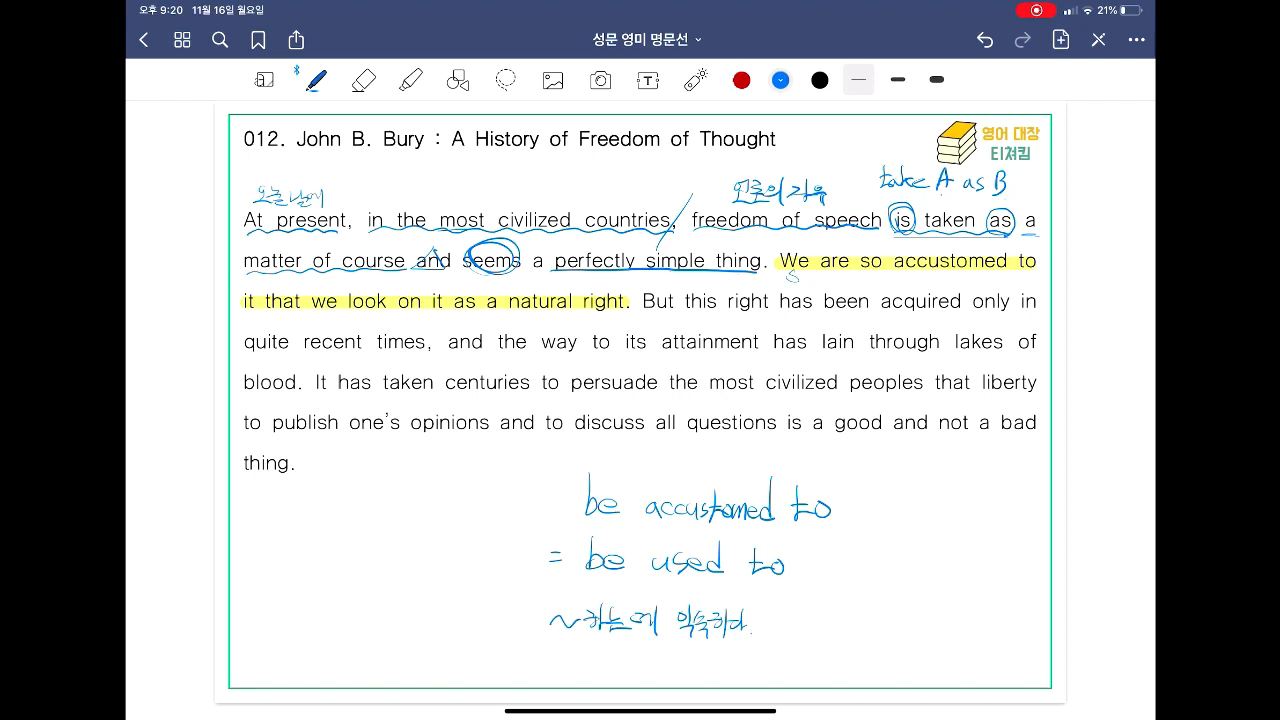 오후 9:20 11월 16일 월요일
21%
성문 영미 명문선
012. John B. Bury : A History of Freedom of Thought
영어 대장
티쳐킴
오늘날에
언론의 자유
take A as B
At present, in the most civilized countries, freedom of speech is taken as a
matter of course and seems a perfectly simple thing. We are so accustomed to
S
it that we look on it as a natural right. But this right has been acquired only in
quite recent times, and the way to its attainment has lain through lakes of
blood. It has taken centuries to persuade the most civilized peoples that liberty
to publish one's opinions and to discuss all questions is a good and not a bad
thing.
be accustomed to
= be used to
~하는데 익숙하다.